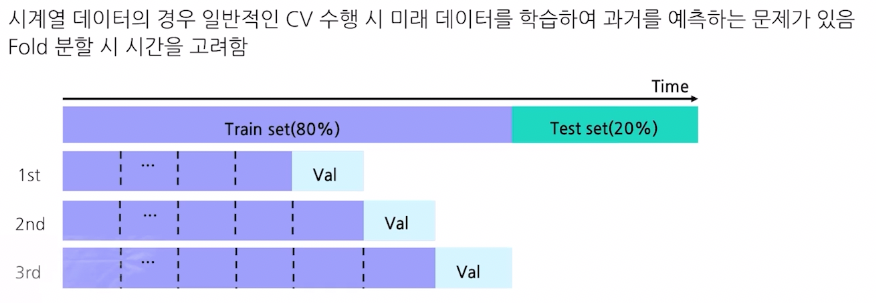 시계열 데이터의 경우 일반적인 CV 수행 시 미래 데이터를 학습하여 과거를 예측하는 문제가 있음
Fold 분할 시 시간을 고려함
Time
Train set(80%) Test set(20%)
1st ... Val
2nd ... Val
3rd ... Val